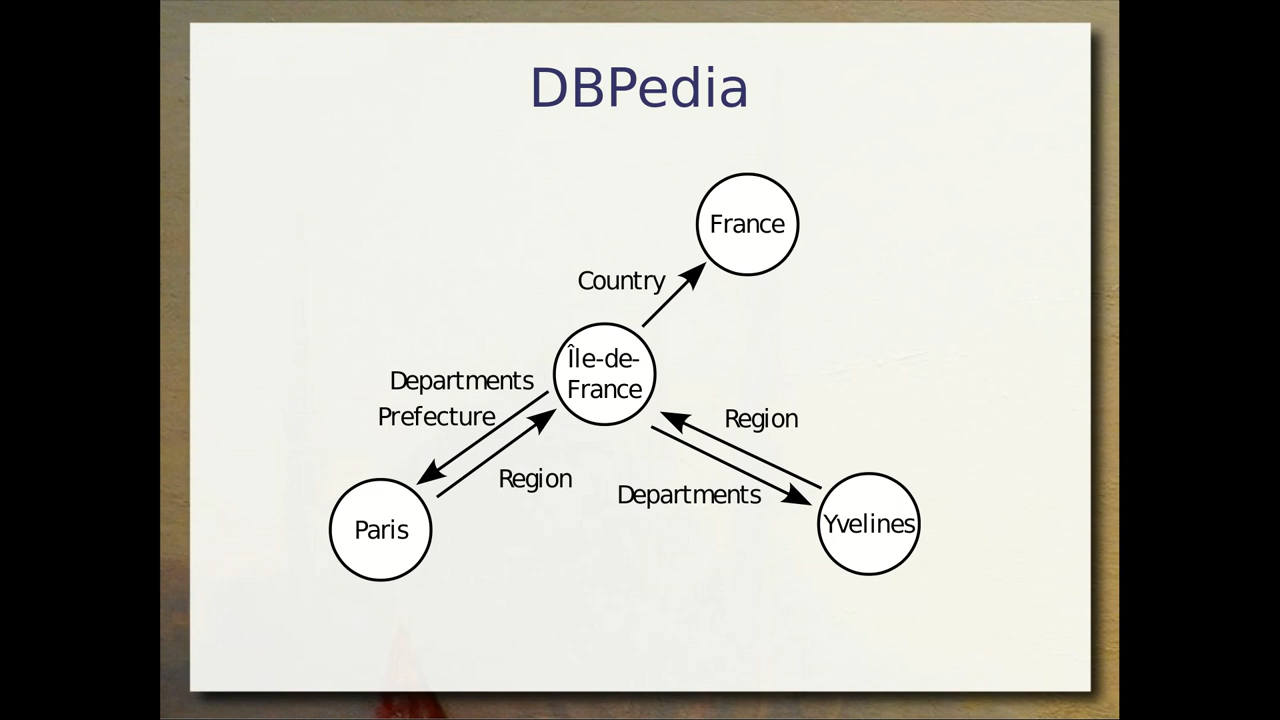 DBPedia
France
Country
Île-de-
France
Departments
Prefecture
Region
Region
Departments
Paris
Yvelines